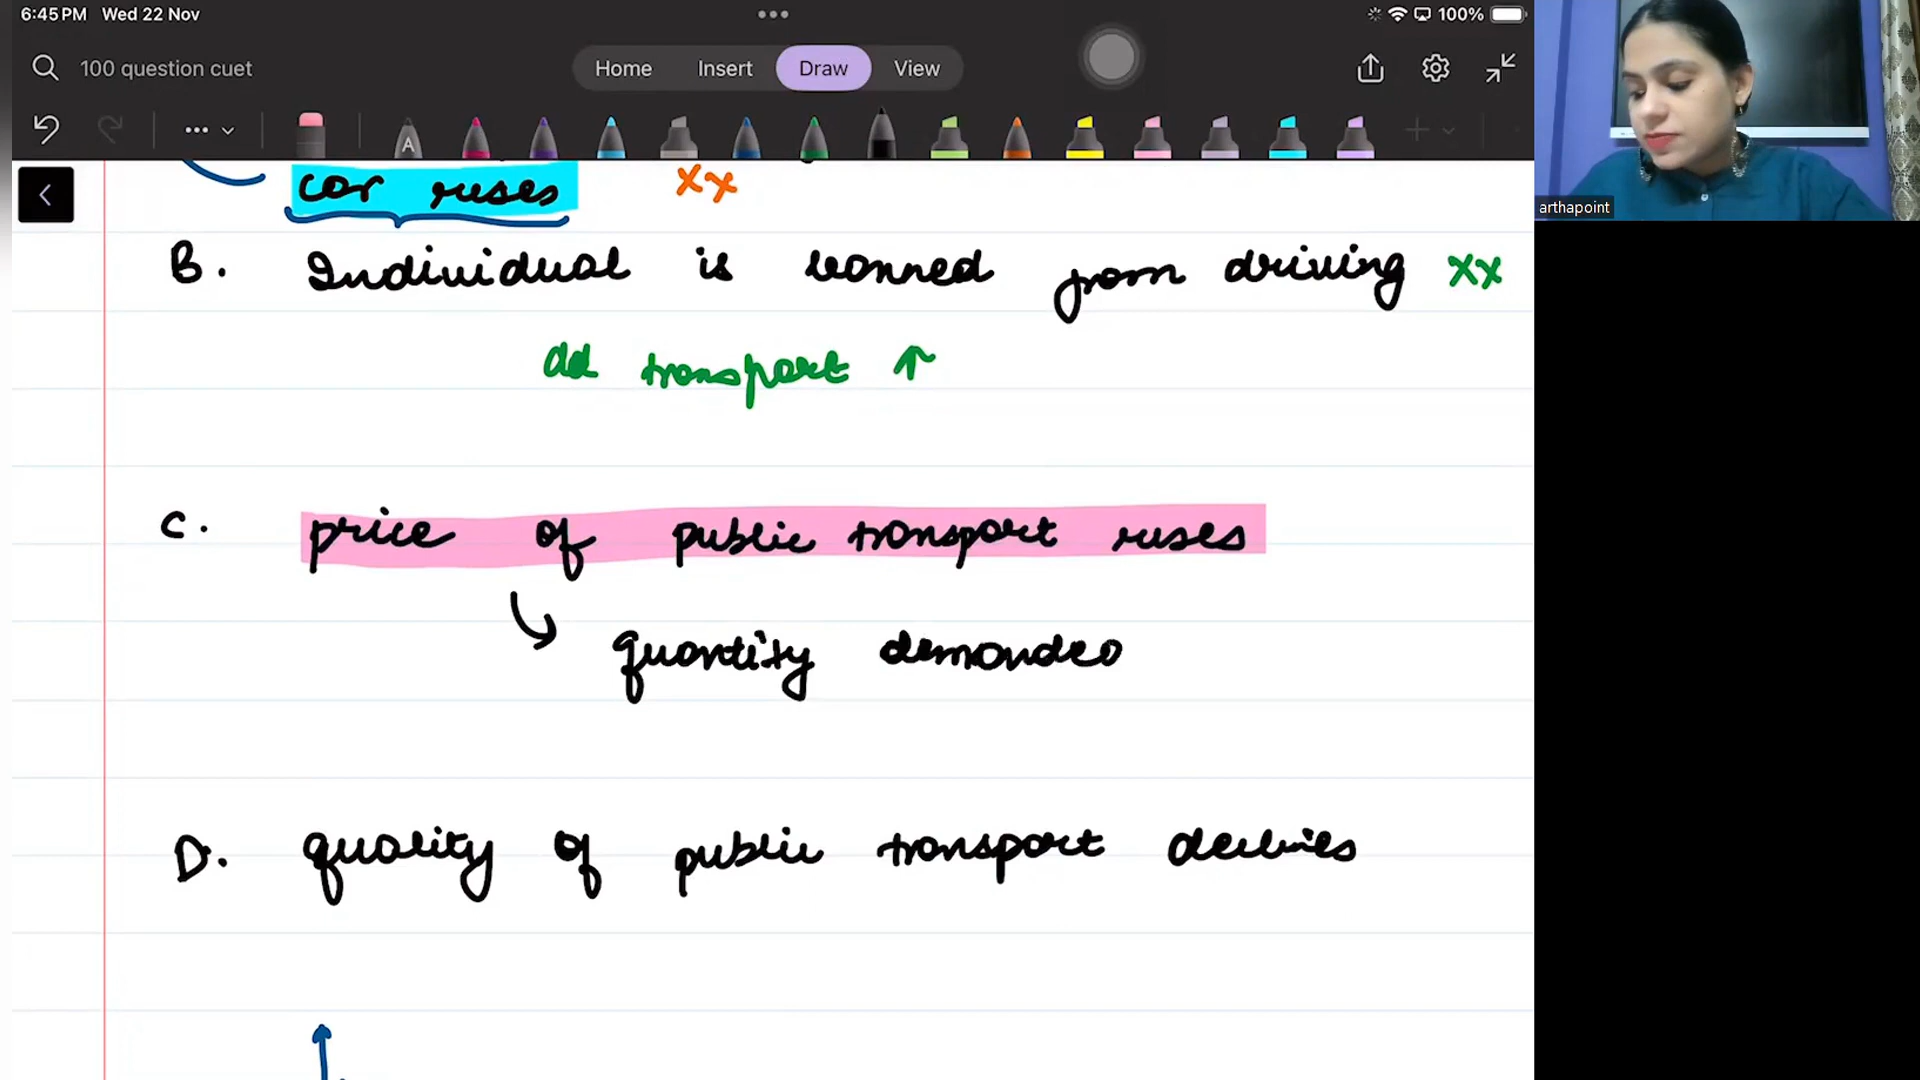 6:45 PM Wed 22 Nov
100%
100 question cuet
Home Insert Draw View
A
car rises xx
B. Individual is banned from driving xx
dd transport ↑
C. price of public transport rises
quantity demanded
D. quality of public transport declines
arthapoint